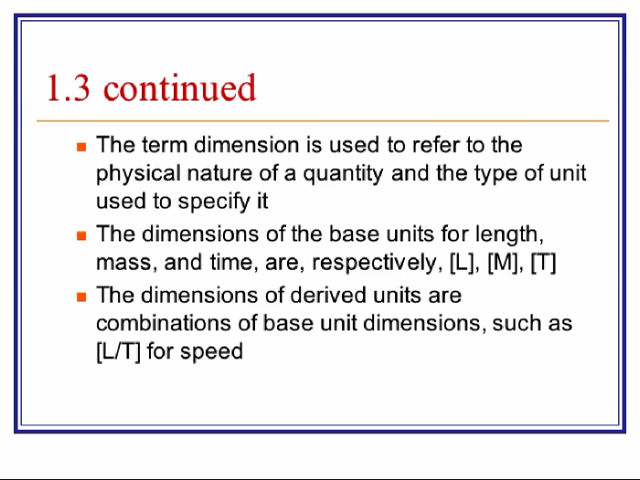 1.3 continued
The term dimension is used to refer to the
physical nature of a quantity and the type of unit
used to specify it
The dimensions of the base units for length,
mass, and time, are, respectively, [L], [M], [T]
The dimensions of derived units are
combinations of base unit dimensions, such as
[L/T] for speed